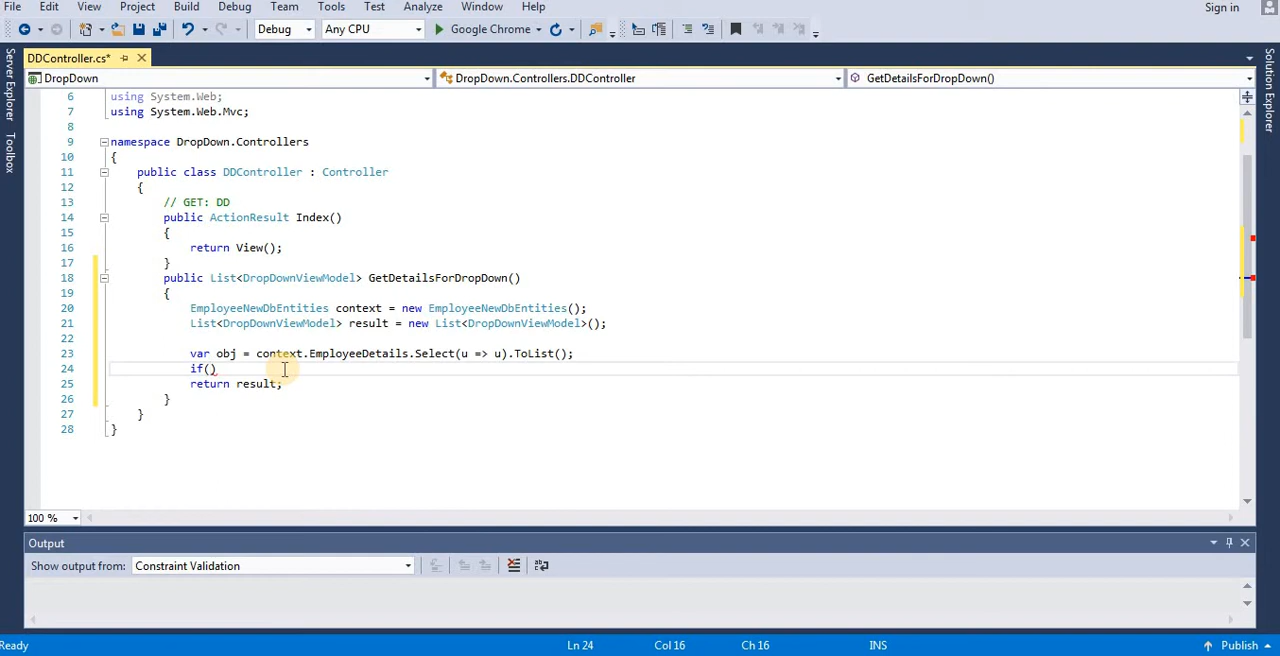 File Edit View Project Build Debug Team Tools Test Analyze Window Help Sign in
Debug Any CPU Google Chrome
DDController.cs*
DropDown DropDown.Controllers.DDController GetDetailsForDropDown()
Server Explorer
Toolbox
Solution Explorer
6 using System.Web;
7 using System.Web.Mvc;
8
9 namespace DropDown.Controllers
10 {
11 public class DDController : Controller
12 {
13 // GET: DD
14 public ActionResult Index()
15 {
16 return View();
17 }
18 public List<DropDownViewModel> GetDetailsForDropDown()
19 {
20 EmployeeNewDbEntities context = new EmployeeNewDbEntities();
21 List<DropDownViewModel> result = new List<DropDownViewModel>();
22
23 var obj = context.EmployeeDetails.Select(u => u).ToList();
24 if()
25 return result;
26 }
27 }
28 }
100 %
Output
Show output from: Constraint Validation
Ready Ln 24 Col 16 Ch 16 INS Publish